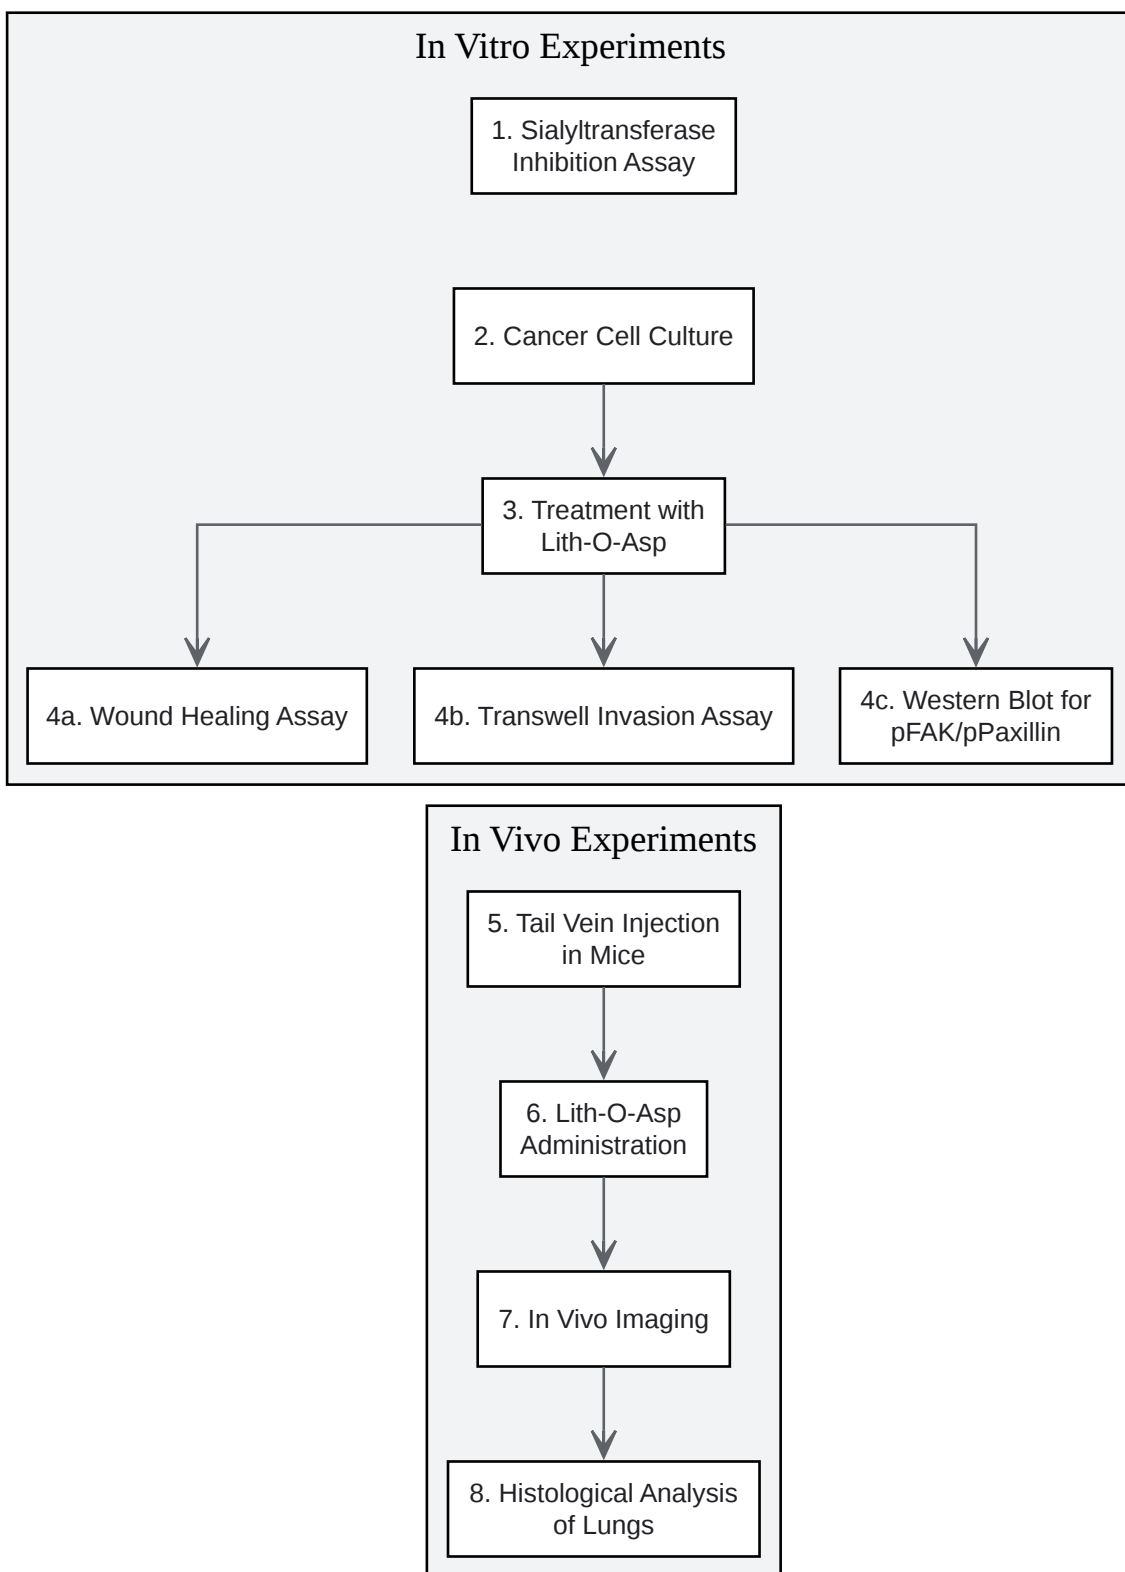 In Vitro Experiments
1. Sialyltransferase
Inhibition Assay
2. Cancer Cell Culture
3. Treatment with
Lith-O-Asp
4a. Wound Healing Assay
4b. Transwell Invasion Assay
4c. Western Blot for
pFAK/pPaxillin
In Vivo Experiments
5. Tail Vein Injection
in Mice
6. Lith-O-Asp
Administration
7. In Vivo Imaging
8. Histological Analysis
of Lungs